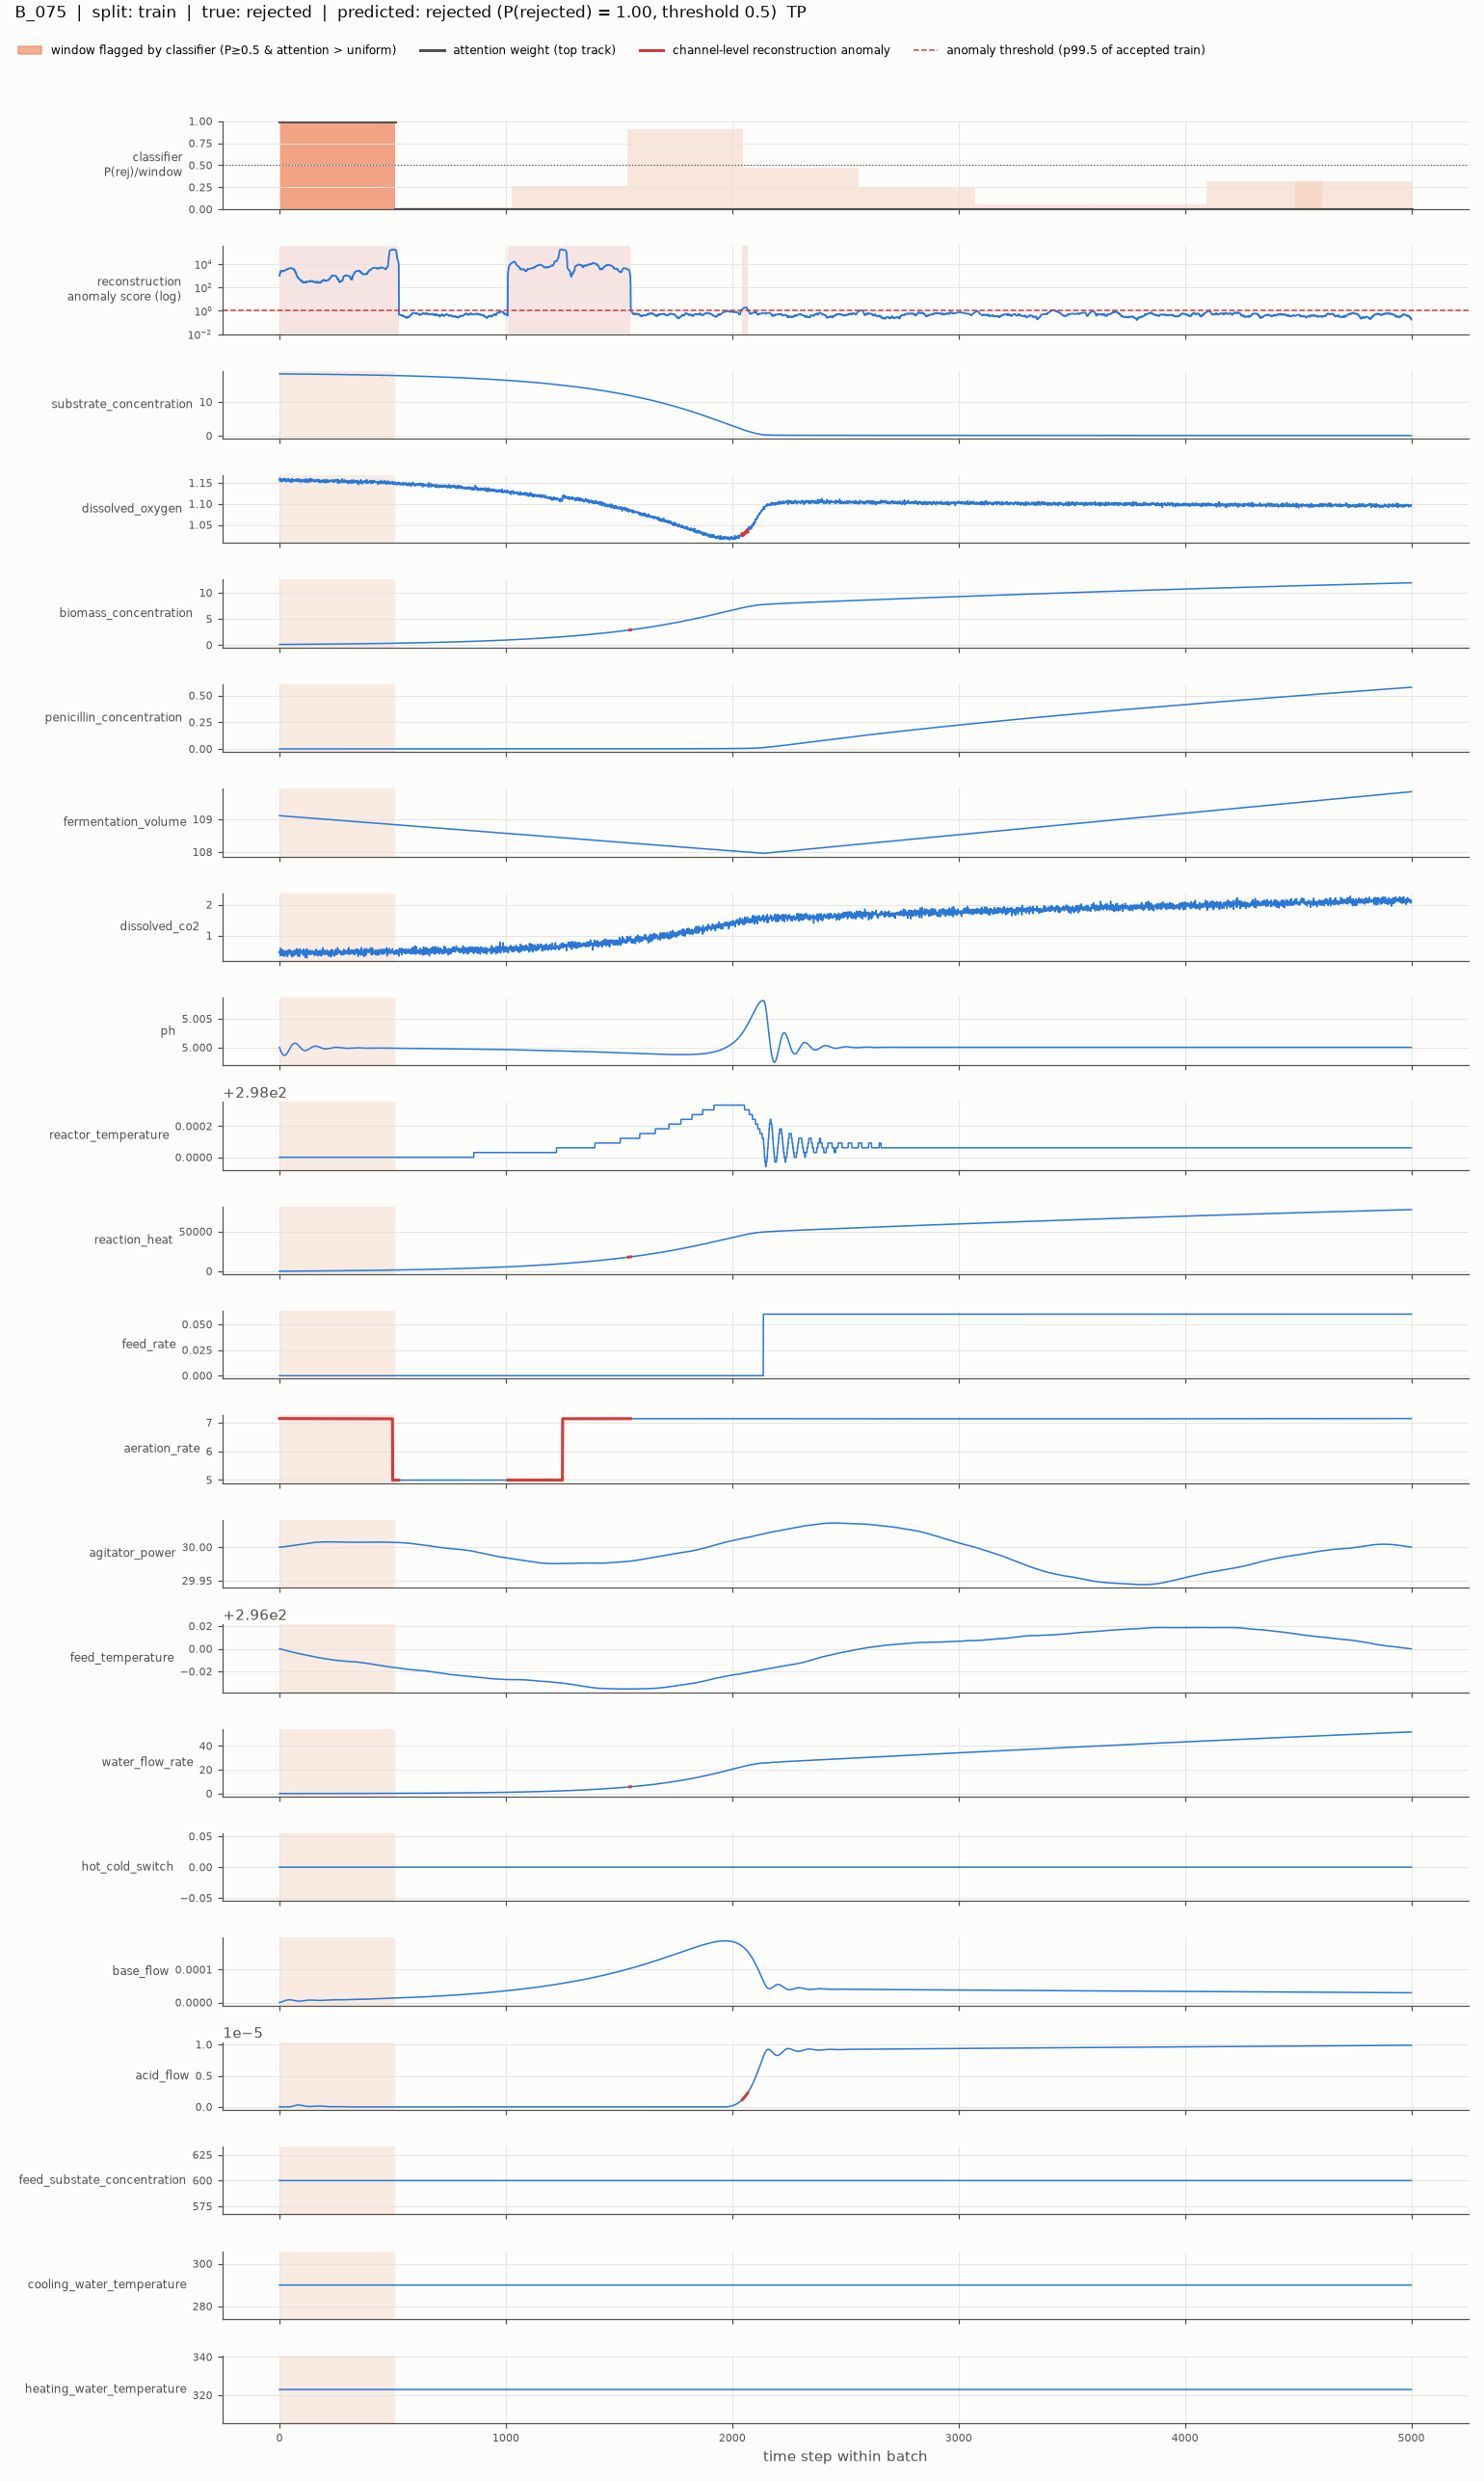 B_075 | split: train | true: rejected | predicted: rejected (P(rejected) = 1.00, threshold 0.5) TP
window flagged by classifier (P≥0.5 & attention > uniform)
attention weight (top track)
channel-level reconstruction anomaly
anomaly threshold (p99.5 of accepted train)
classifier
P(rej)/window
1.00
0.75
0.50
0.25
0.00
reconstruction
anomaly score (log)
10⁴
10²
10⁰
10⁻²
substrate_concentration
10
0
dissolved_oxygen
1.15
1.10
1.05
biomass_concentration
10
5
0
penicillin_concentration
0.50
0.25
0.00
fermentation_volume
109
108
dissolved_co2
2
1
ph
5.005
5.000
+2.98e2
reactor_temperature
0.0002
0.0000
reaction_heat
50000
0
feed_rate
0.050
0.025
0.000
aeration_rate
7
6
5
agitator_power
30.00
29.95
+2.96e2
feed_temperature
0.02
0.00
−0.02
water_flow_rate
40
20
0
hot_cold_switch
0.05
0.00
−0.05
base_flow
0.0001
0.0000
1e−5
acid_flow
1.0
0.5
0.0
feed_substate_concentration
625
600
575
cooling_water_temperature
300
280
heating_water_temperature
340
320
0
1000
2000
3000
4000
5000
time step within batch